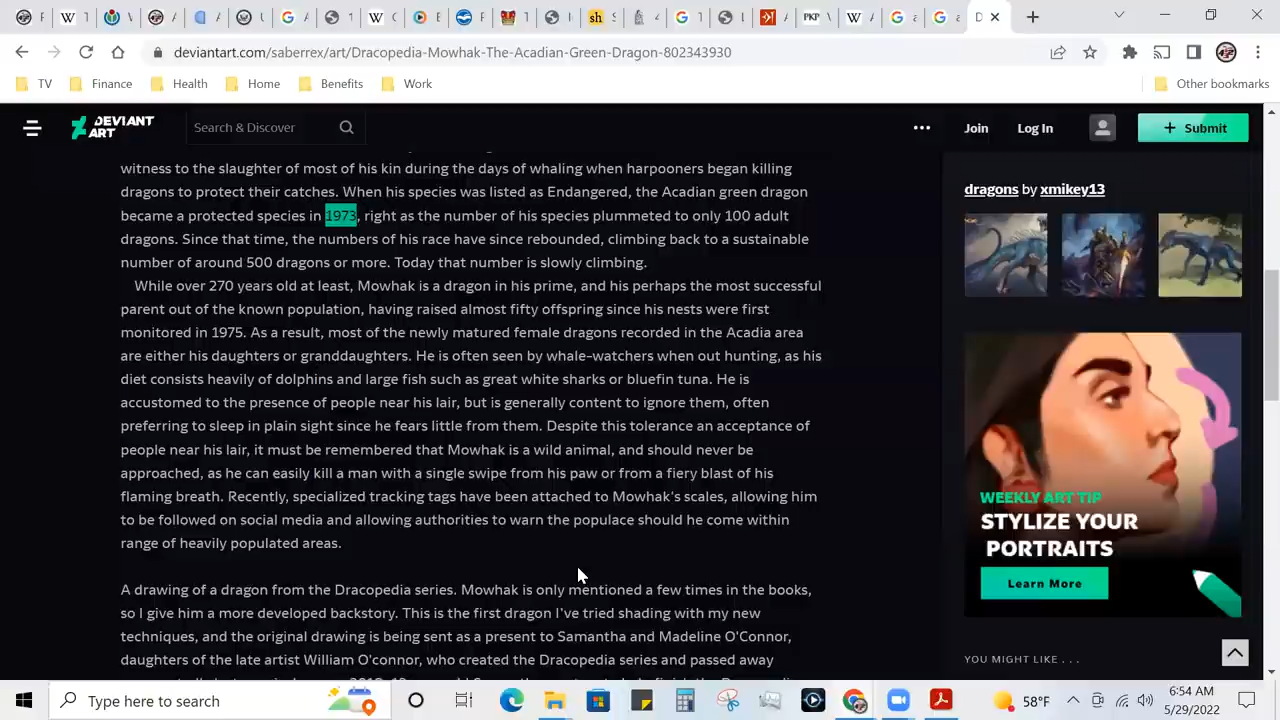 D
deviantart.com/saberrex/art/Dracopedia-Mowhak-The-Acadian-Green-Dragon-802343930
TV
Finance
Health
Home
Benefits
Work
Other bookmarks
DEVIANT
ART
Search & Discover
Join
Log In
Submit
witness to the slaughter of most of his kin during the days of whaling when harpooners began killing
dragons to protect their catches. When his species was listed as Endangered, the Acadian green dragon
became a protected species in 1973, right as the number of his species plummeted to only 100 adult
dragons. Since that time, the numbers of his race have since rebounded, climbing back to a sustainable
number of around 500 dragons or more. Today that number is slowly climbing.
While over 270 years old at least, Mowhak is a dragon in his prime, and his perhaps the most successful
parent out of the known population, having raised almost fifty offspring since his nests were first
monitored in 1975. As a result, most of the newly matured female dragons recorded in the Acadia area
are either his daughters or granddaughters. He is often seen by whale-watchers when out hunting, as his
diet consists heavily of dolphins and large fish such as great white sharks or bluefin tuna. He is
accustomed to the presence of people near his lair, but is generally content to ignore them, often
preferring to sleep in plain sight since he fears little from them. Despite this tolerance an acceptance of
people near his lair, it must be remembered that Mowhak is a wild animal, and should never be
approached, as he can easily kill a man with a single swipe from his paw or from a fiery blast of his
flaming breath. Recently, specialized tracking tags have been attached to Mowhak's scales, allowing him
to be followed on social media and allowing authorities to warn the populace should he come within
range of heavily populated areas.
A drawing of a dragon from the Dracopedia series. Mowhak is only mentioned a few times in the books,
so I give him a more developed backstory. This is the first dragon I've tried shading with my new
techniques, and the original drawing is being sent as a present to Samantha and Madeline O'Connor,
daughters of the late artist William O'connor, who created the Dracopedia series and passed away
dragons by xmikey13
WEEKLY ART TIP
STYLIZE YOUR
PORTRAITS
Learn More
YOU MIGHT LIKE . . .
Type here to search
58°F
6:54 AM
5/29/2022